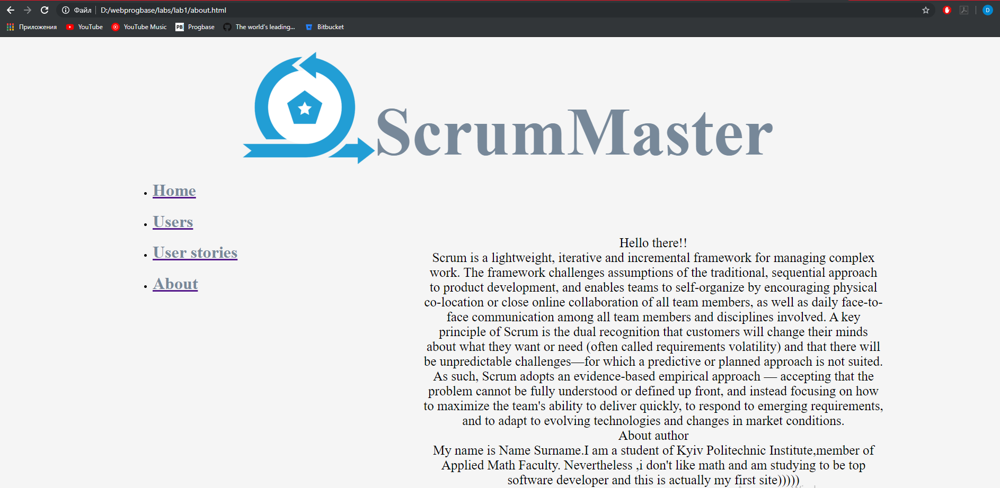 Файл D:/webprogbase/labs/lab1/about.html
D
Приложения YouTube YouTube Music PB Progbase The world's leading... Bitbucket
ScrumMaster
Home
Users
User stories
About
Hello there!!
Scrum is a lightweight, iterative and incremental framework for managing complex
work. The framework challenges assumptions of the traditional, sequential approach
to product development, and enables teams to self-organize by encouraging physical
co-location or close online collaboration of all team members, as well as daily face-to-
face communication among all team members and disciplines involved. A key
principle of Scrum is the dual recognition that customers will change their minds
about what they want or need (often called requirements volatility) and that there will
be unpredictable challenges—for which a predictive or planned approach is not suited.
As such, Scrum adopts an evidence-based empirical approach — accepting that the
problem cannot be fully understood or defined up front, and instead focusing on how
to maximize the team's ability to deliver quickly, to respond to emerging requirements,
and to adapt to evolving technologies and changes in market conditions.
About author
My name is Name Surname.I am a student of Kyiv Politechnic Institute,member of
Applied Math Faculty. Nevertheless ,i don't like math and am studying to be top
software developer and this is actually my first site)))))